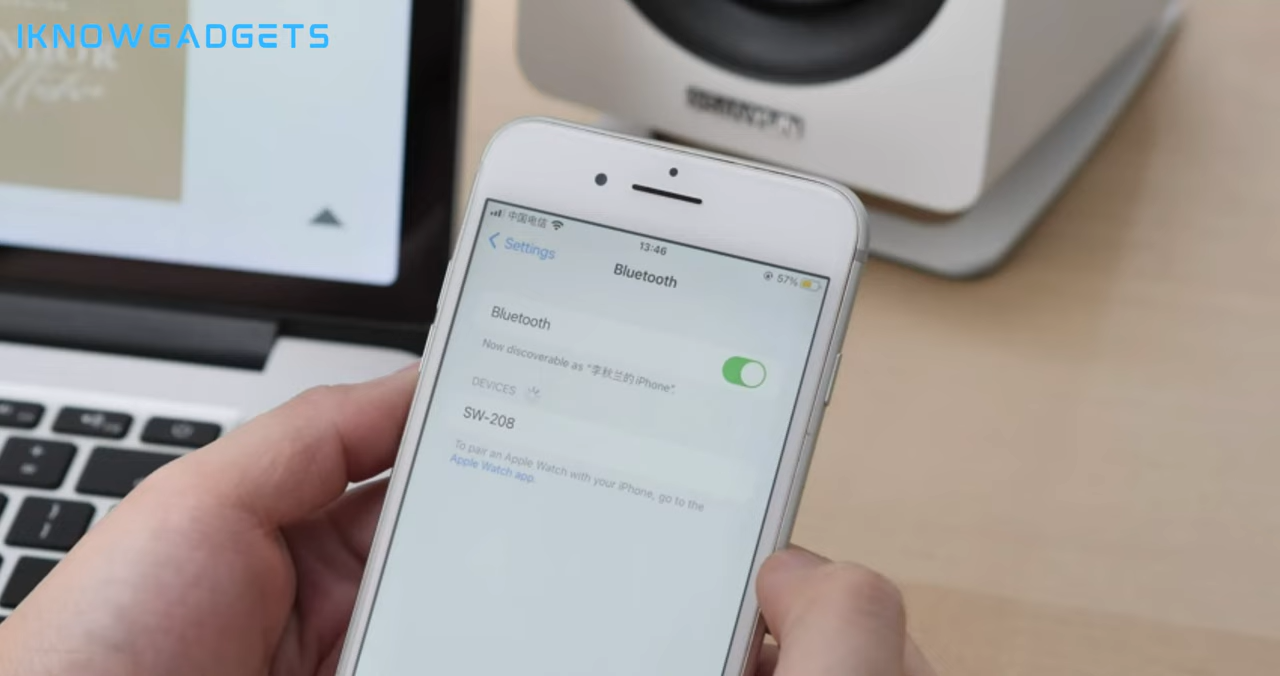 IKNOWGADGETS
中国电信
13:46
57%
Settings
Bluetooth
Bluetooth
Now discoverable as "李秋兰的 iPhone".
DEVICES
SW-208
To pair an Apple Watch with your iPhone, go to the
Apple Watch app.